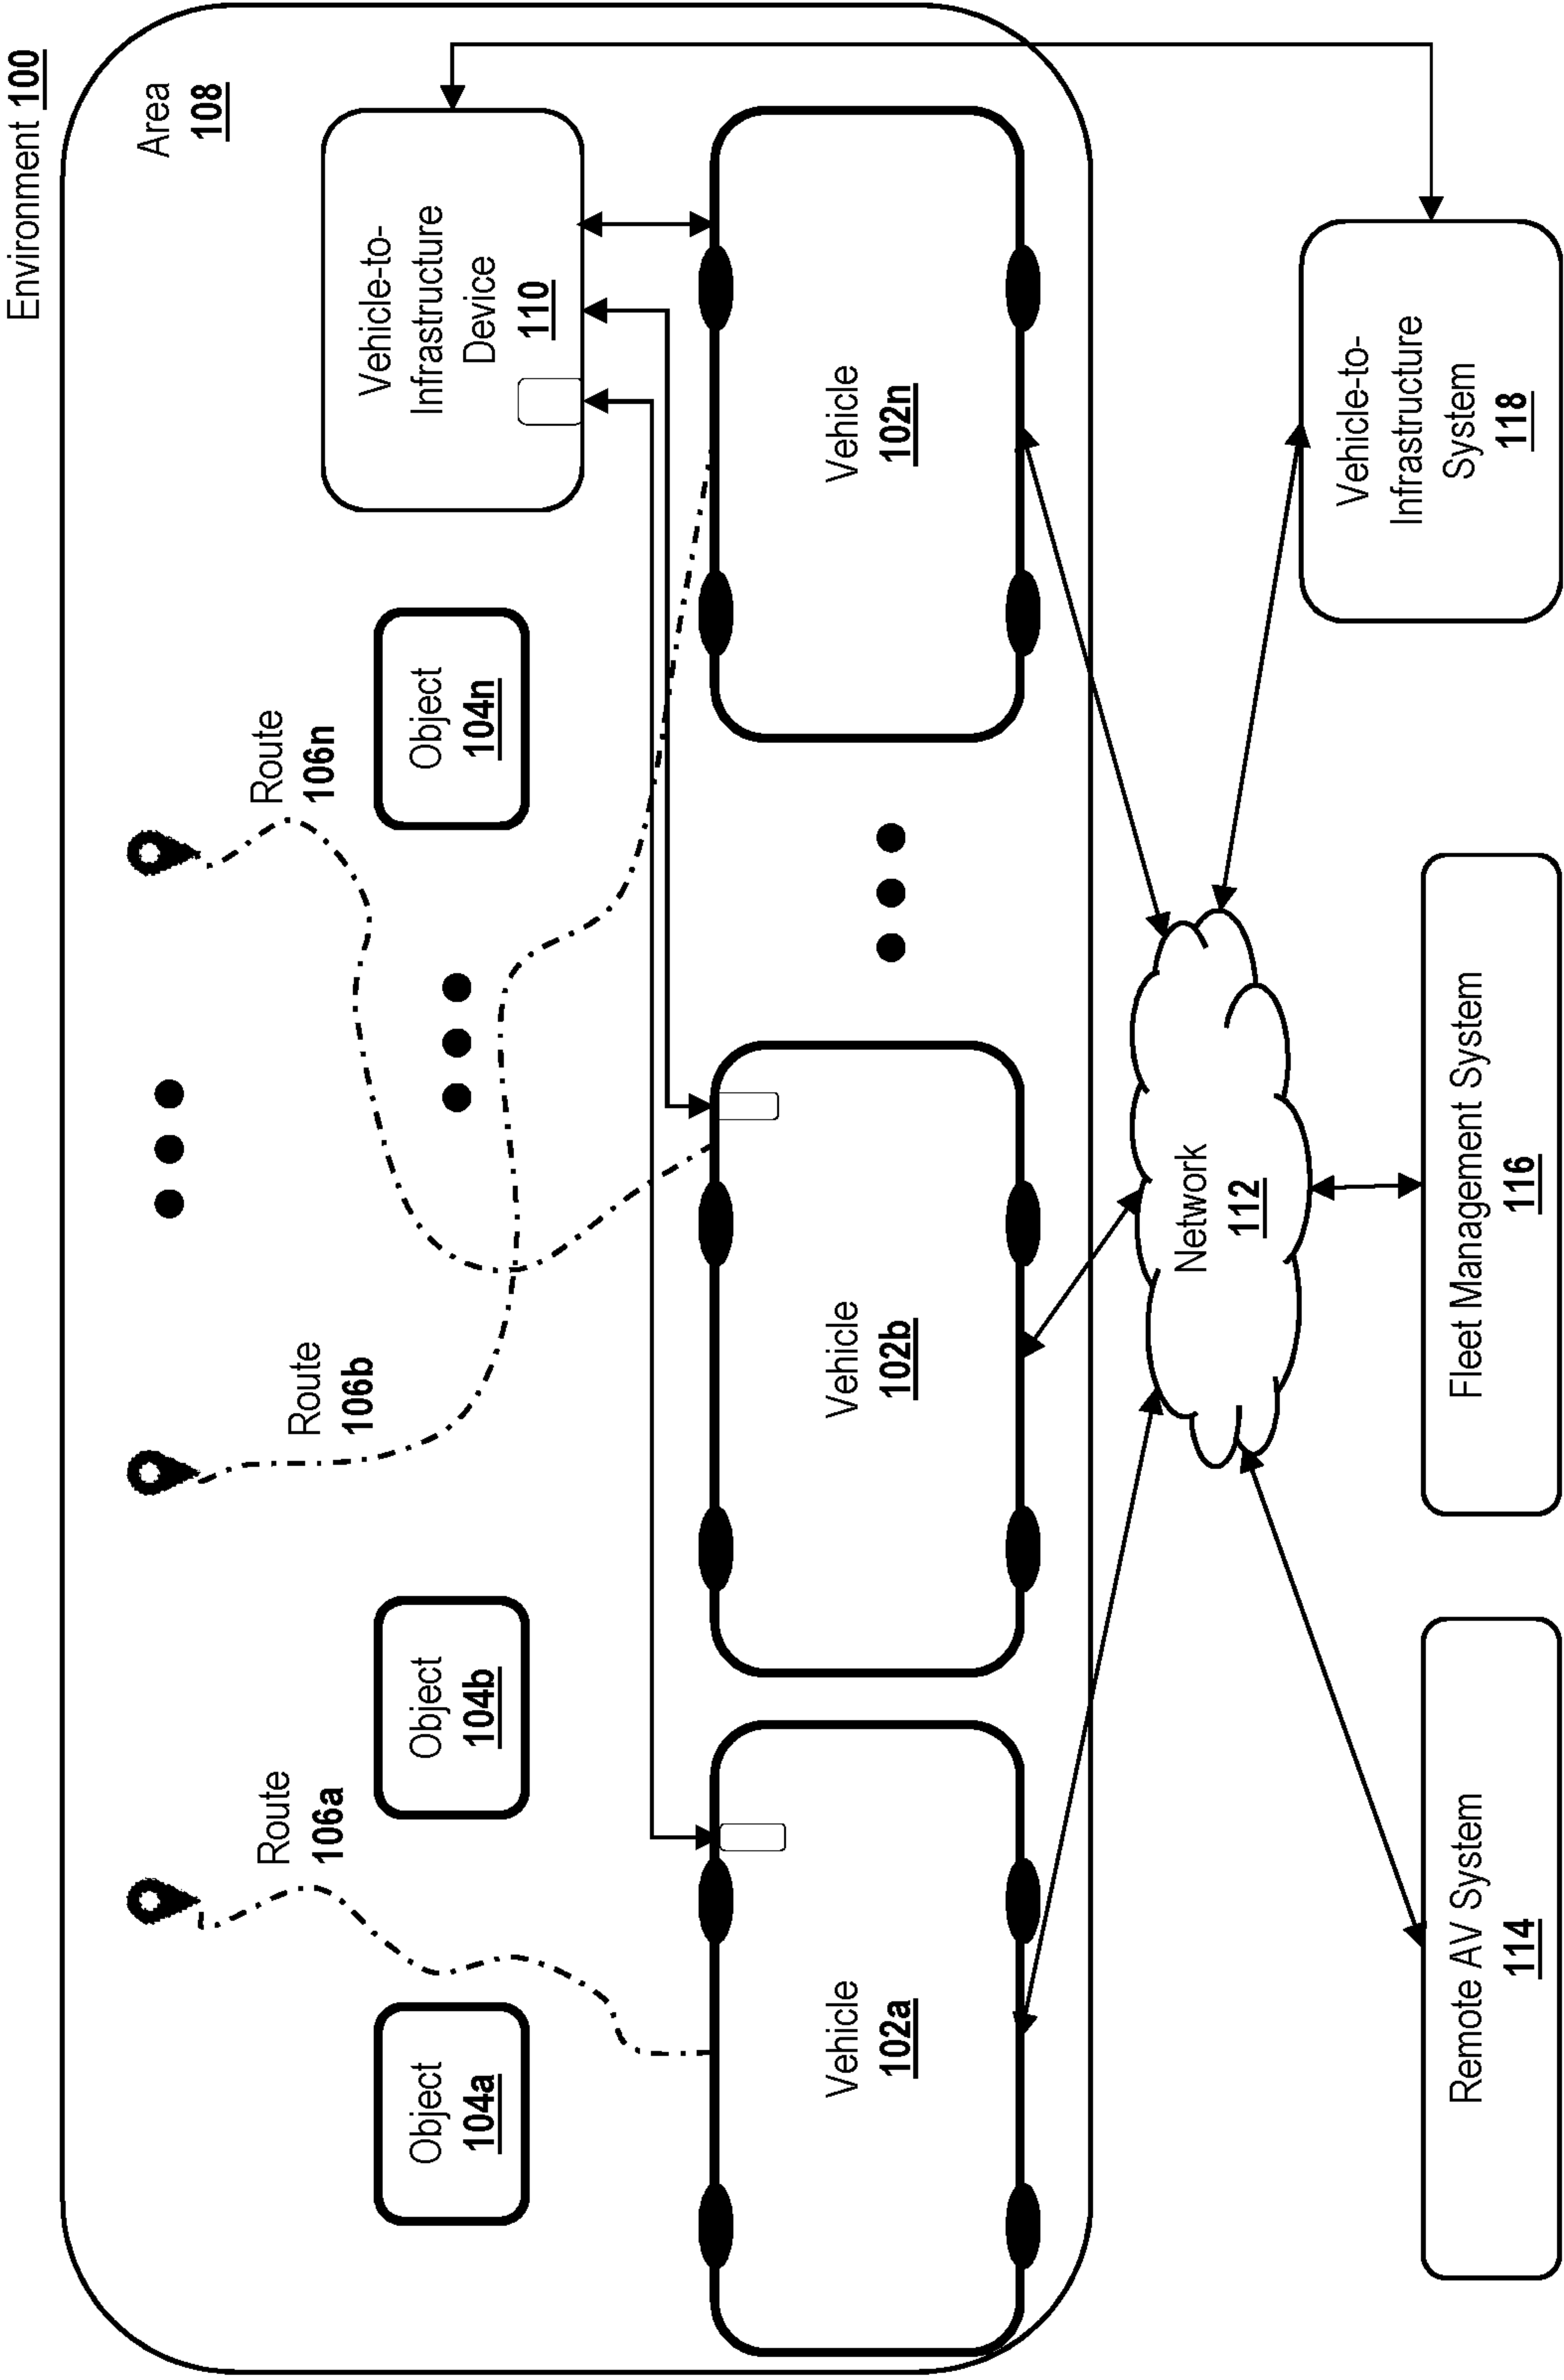 Environment 100
Area
108
Route
106a
Route
106b
Route
106n
Object
104a
Object
104b
Object
104n
Vehicle-to-
Infrastructure
Device
110
Vehicle
102a
Vehicle
102b
Vehicle
102n
Network
112
Vehicle-to-
Infrastructure
System
118
Remote AV System
114
Fleet Management System
116